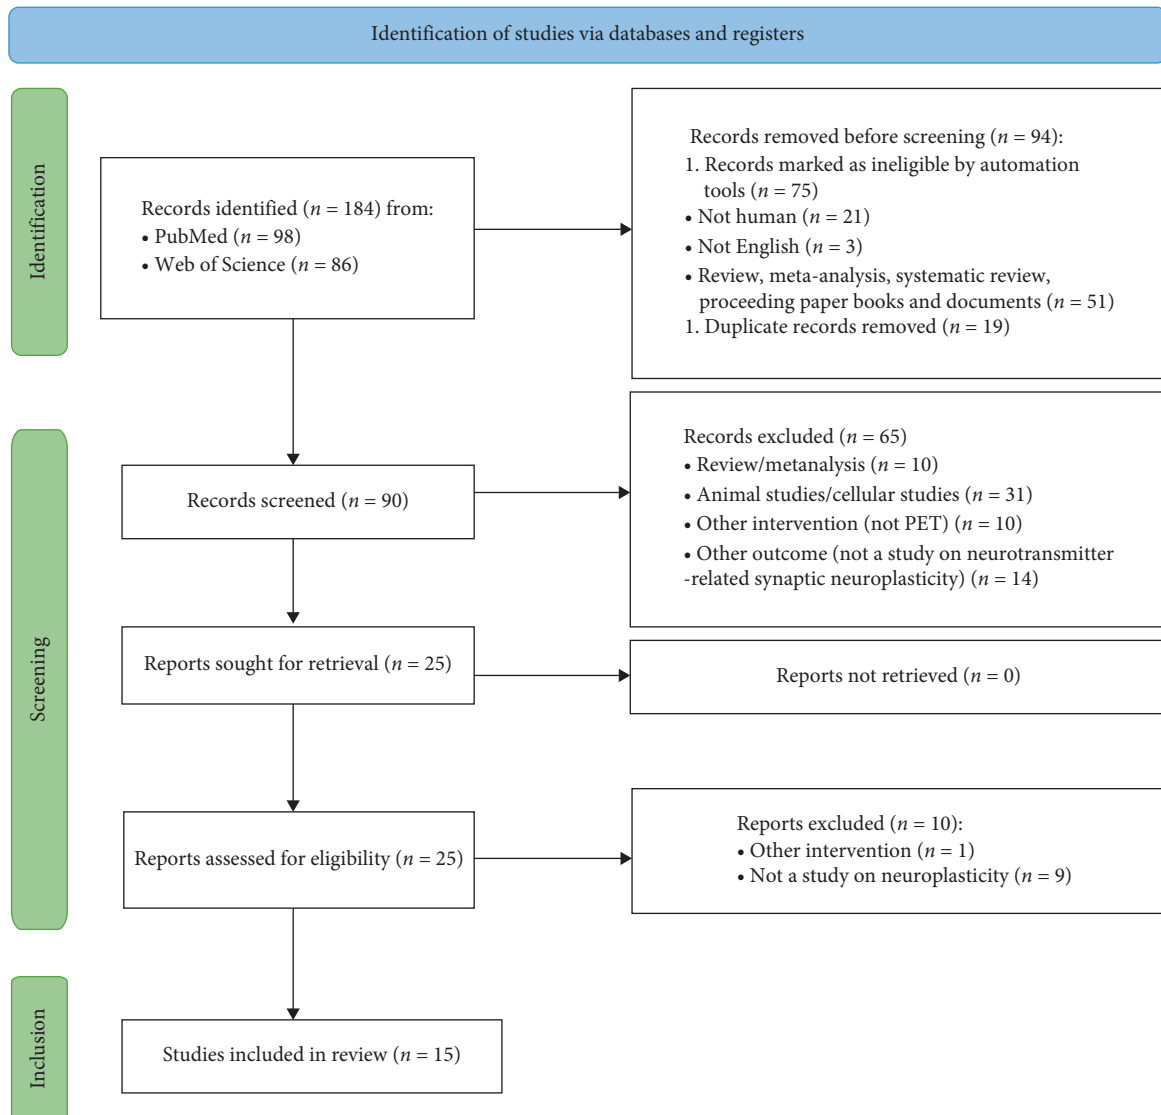 Identification of studies via databases and registers
Identification
Records identified (n = 184) from:
• PubMed (n = 98)
• Web of Science (n = 86)
Records removed before screening (n = 94):
1. Records marked as ineligible by automation
tools (n = 75)
• Not human (n = 21)
• Not English (n = 3)
• Review, meta-analysis, systematic review,
proceeding paper books and documents (n = 51)
1. Duplicate records removed (n = 19)
Screening
Records screened (n = 90)
Records excluded (n = 65)
• Review/metanalysis (n = 10)
• Animal studies/cellular studies (n = 31)
• Other intervention (not PET) (n = 10)
• Other outcome (not a study on neurotransmitter
-related synaptic neuroplasticity) (n = 14)
Reports sought for retrieval (n = 25)
Reports not retrieved (n = 0)
Reports assessed for eligibility (n = 25)
Reports excluded (n = 10):
• Other intervention (n = 1)
• Not a study on neuroplasticity (n = 9)
Inclusion
Studies included in review (n = 15)